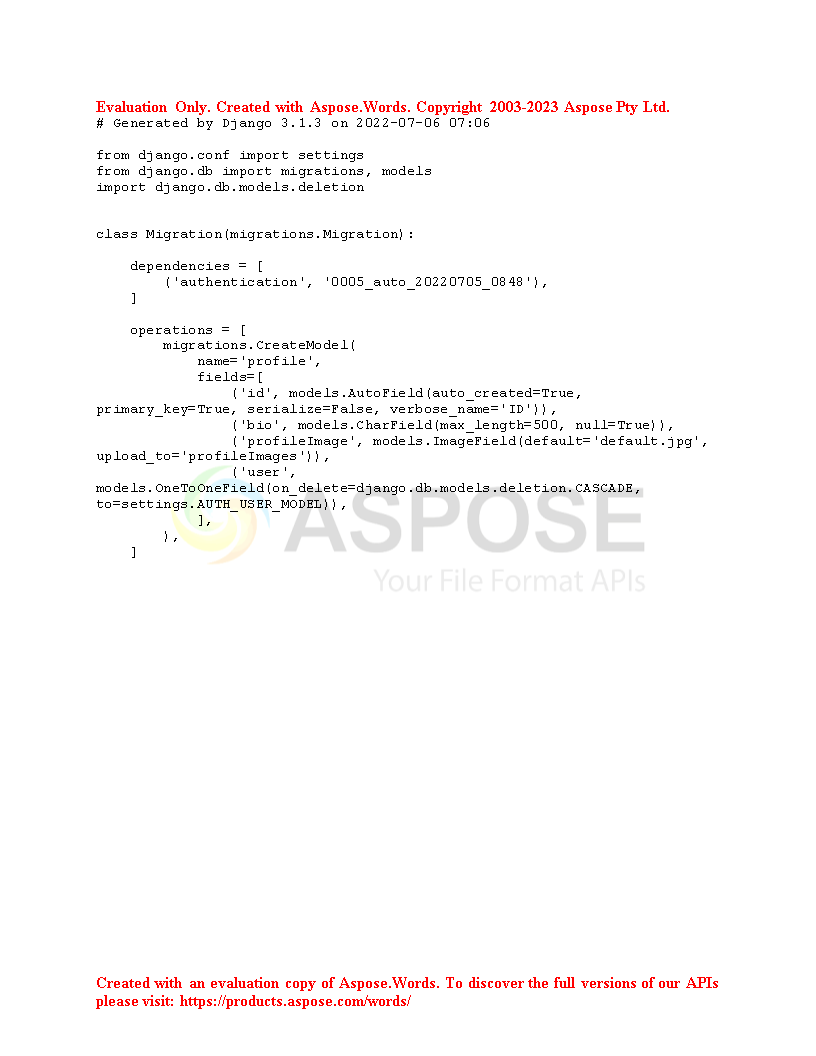 Evaluation Only. Created with Aspose.Words. Copyright 2003-2023 Aspose Pty Ltd.
# Generated by Django 3.1.3 on 2022-07-06 07:06

from django.conf import settings
from django.db import migrations, models
import django.db.models.deletion


class Migration(migrations.Migration):

    dependencies = [
        ('authentication', '0005_auto_20220705_0848'),
    ]

    operations = [
        migrations.CreateModel(
            name='profile',
            fields=[
                ('id', models.AutoField(auto_created=True,
primary_key=True, serialize=False, verbose_name='ID')),
                ('bio', models.CharField(max_length=500, null=True)),
                ('profileImage', models.ImageField(default='default.jpg',
upload_to='profileImages')),
                ('user',
models.OneToOneField(on_delete=django.db.models.deletion.CASCADE,
to=settings.AUTH_USER_MODEL)),
            ],
        ),
    ]
ASPOSE
Your File Format APIs
Created with an evaluation copy of Aspose.Words. To discover the full versions of our APIs
please visit: https://products.aspose.com/words/